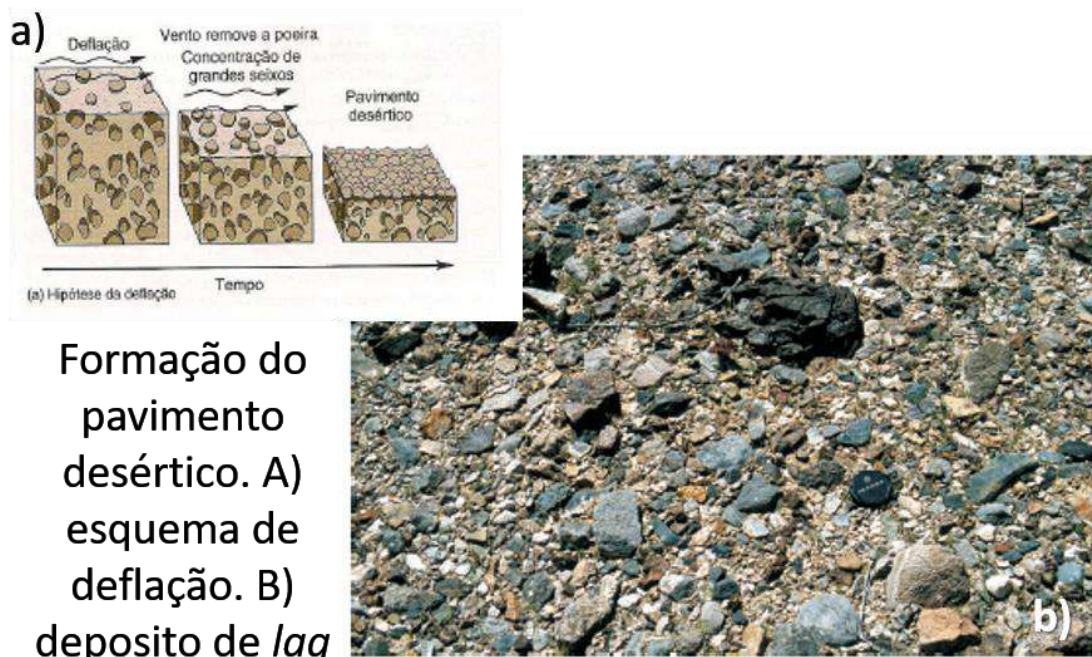 a)
Deflação
Vento remove a poeira
Concentração de
grandes seixos
Pavimento
desértico
Tempo
(a) Hipótese da deflação
Formação do
pavimento
desértico. A)
esquema de
deflação. B)
deposito de lag
b)